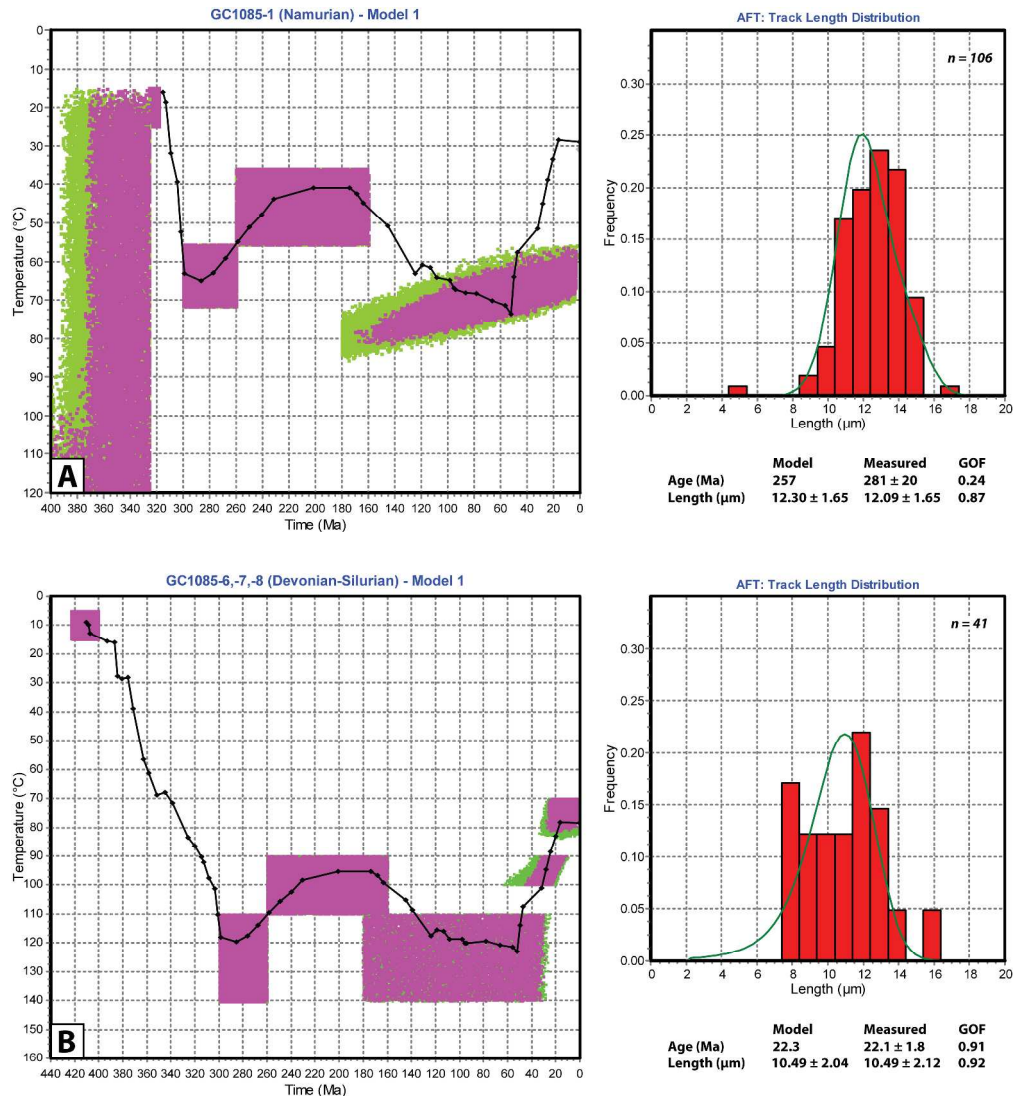 GC1085-1 (Namurian) - Model 1
0
10
20
30
40
50
60
70
80
90
100
110
120
Temperature (°C)
A
400 380 360 340 320 300 280 260 240 220 200 180 160 140 120 100 80 60 40 20 0
Time (Ma)
AFT: Track Length Distribution
n = 106
0.30
0.25
0.20
0.15
0.10
0.05
0.00
Frequency
0 2 4 6 8 10 12 14 16 18 20
Length (µm)
Model Measured GOF
Age (Ma) 257 281 ± 20 0.24
Length (µm) 12.30 ± 1.65 12.09 ± 1.65 0.87
GC1085-6,-7,-8 (Devonian-Silurian) - Model 1
0
10
20
30
40
50
60
70
80
90
100
110
120
130
140
150
160
Temperature (°C)
B
440 420 400 380 360 340 320 300 280 260 240 220 200 180 160 140 120 100 80 60 40 20 0
Time (Ma)
AFT: Track Length Distribution
n = 41
0.30
0.25
0.20
0.15
0.10
0.05
0.00
Frequency
0 2 4 6 8 10 12 14 16 18 20
Length (µm)
Model Measured GOF
Age (Ma) 22.3 22.1 ± 1.8 0.91
Length (µm) 10.49 ± 2.04 10.49 ± 2.12 0.92